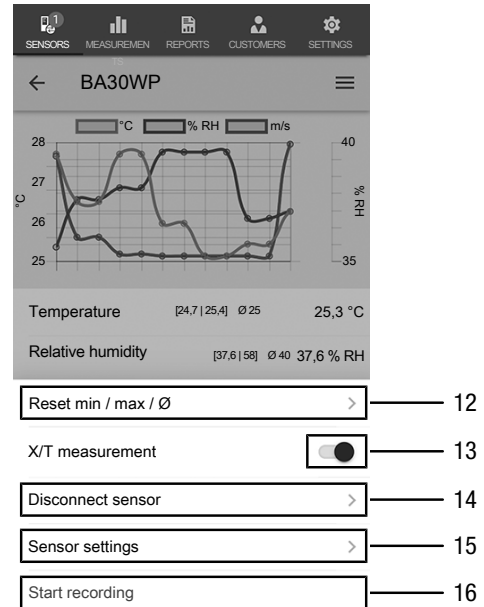 1
SENSORS MEASUREMEN TS REPORTS CUSTOMERS SETTINGS
BA30WP
°C % RH m/s
28 40
27
°C % RH
26
25 35
Temperature [24,7 | 25,4] Ø 25 25,3 °C
Relative humidity [37,6 | 58] Ø 40 37,6 % RH
Reset min / max / Ø 12
X/T measurement 13
Disconnect sensor 14
Sensor settings 15
Start recording 16